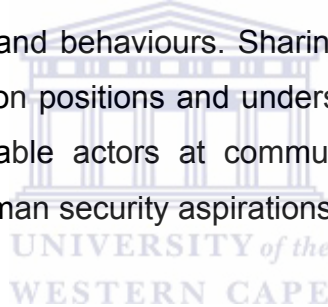 and behaviours. Sharin
on positions and unders
able actors at commu
man security aspirations
UNIVERSITY of the
WESTERN CAPE